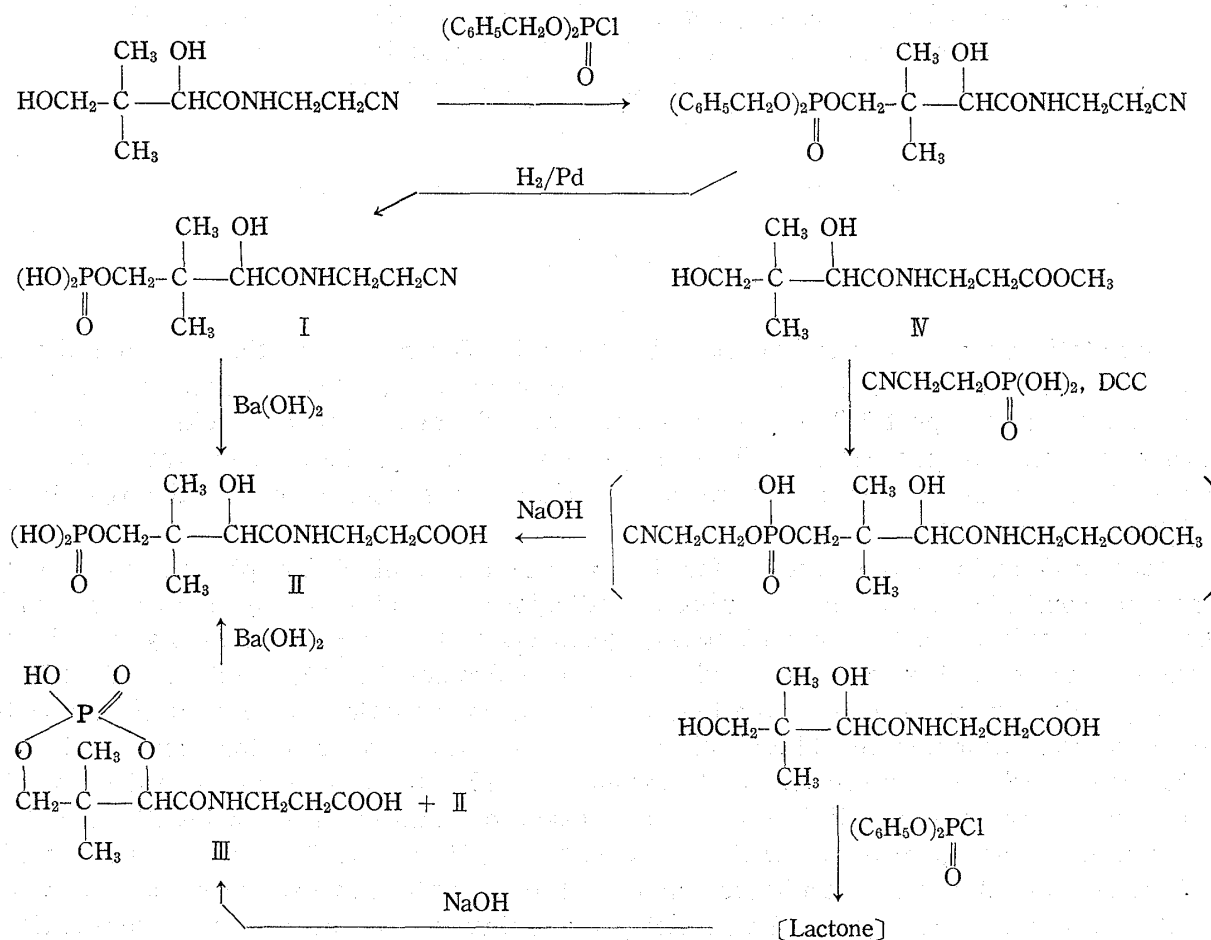 (C₆H₅CH₂O)₂PCl
O
CH₃ OH
HOCH₂-C-CHCONHCH₂CH₂CN
CH₃
CH₃ OH
(C₆H₅CH₂O)₂POCH₂-C-CHCONHCH₂CH₂CN
O CH₃
H₂/Pd
CH₃ OH
(HO)₂POCH₂-C-CHCONHCH₂CH₂CN
O CH₃ Ⅰ
CH₃ OH
HOCH₂-C-CHCONHCH₂CH₂COOCH₃
CH₃ Ⅳ
Ba(OH)₂
CNCH₂CH₂OP(OH)₂, DCC
O
CH₃ OH
(HO)₂POCH₂-C-CHCONHCH₂CH₂COOH
O CH₃ Ⅱ
NaOH
OH CH₃ OH
CNCH₂CH₂OPOCH₂-C-CHCONHCH₂CH₂COOCH₃
O CH₃
Ba(OH)₂
HO O
P
O CH₃ O
CH₂-C-CHCONHCH₂CH₂COOH + Ⅱ
CH₃ Ⅲ
CH₃ OH
HOCH₂-C-CHCONHCH₂CH₂COOH
CH₃
(C₆H₅O)₂PCl
O
NaOH
[Lactone]